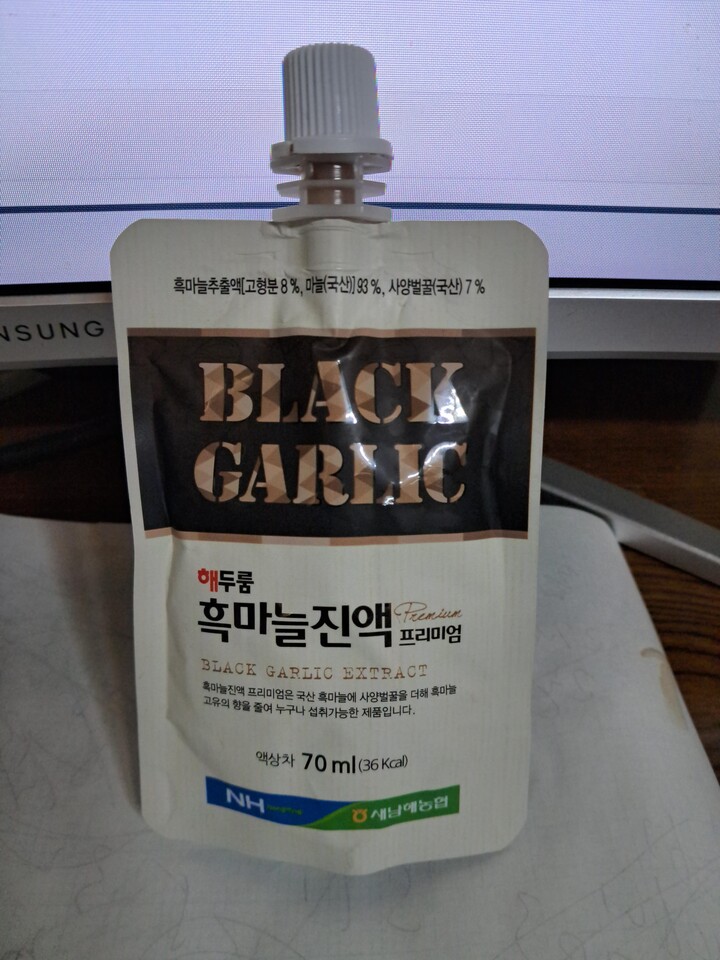 흑마늘추출액[고형분 8%, 마늘(국산)] 93%, 사양벌꿀(국산) 7%
NSUNG
BLACK
GARLIC
해두룸
흑마늘진액 Premium 프리미엄
BLACK GARLIC EXTRACT
흑마늘진액 프리미엄은 국산 흑마늘에 사양벌꿀을 더해 흑마늘
고유의 향을 줄여 누구나 섭취가능한 제품입니다.
액상차 70 ml (36 Kcal)
NH 새남해농협